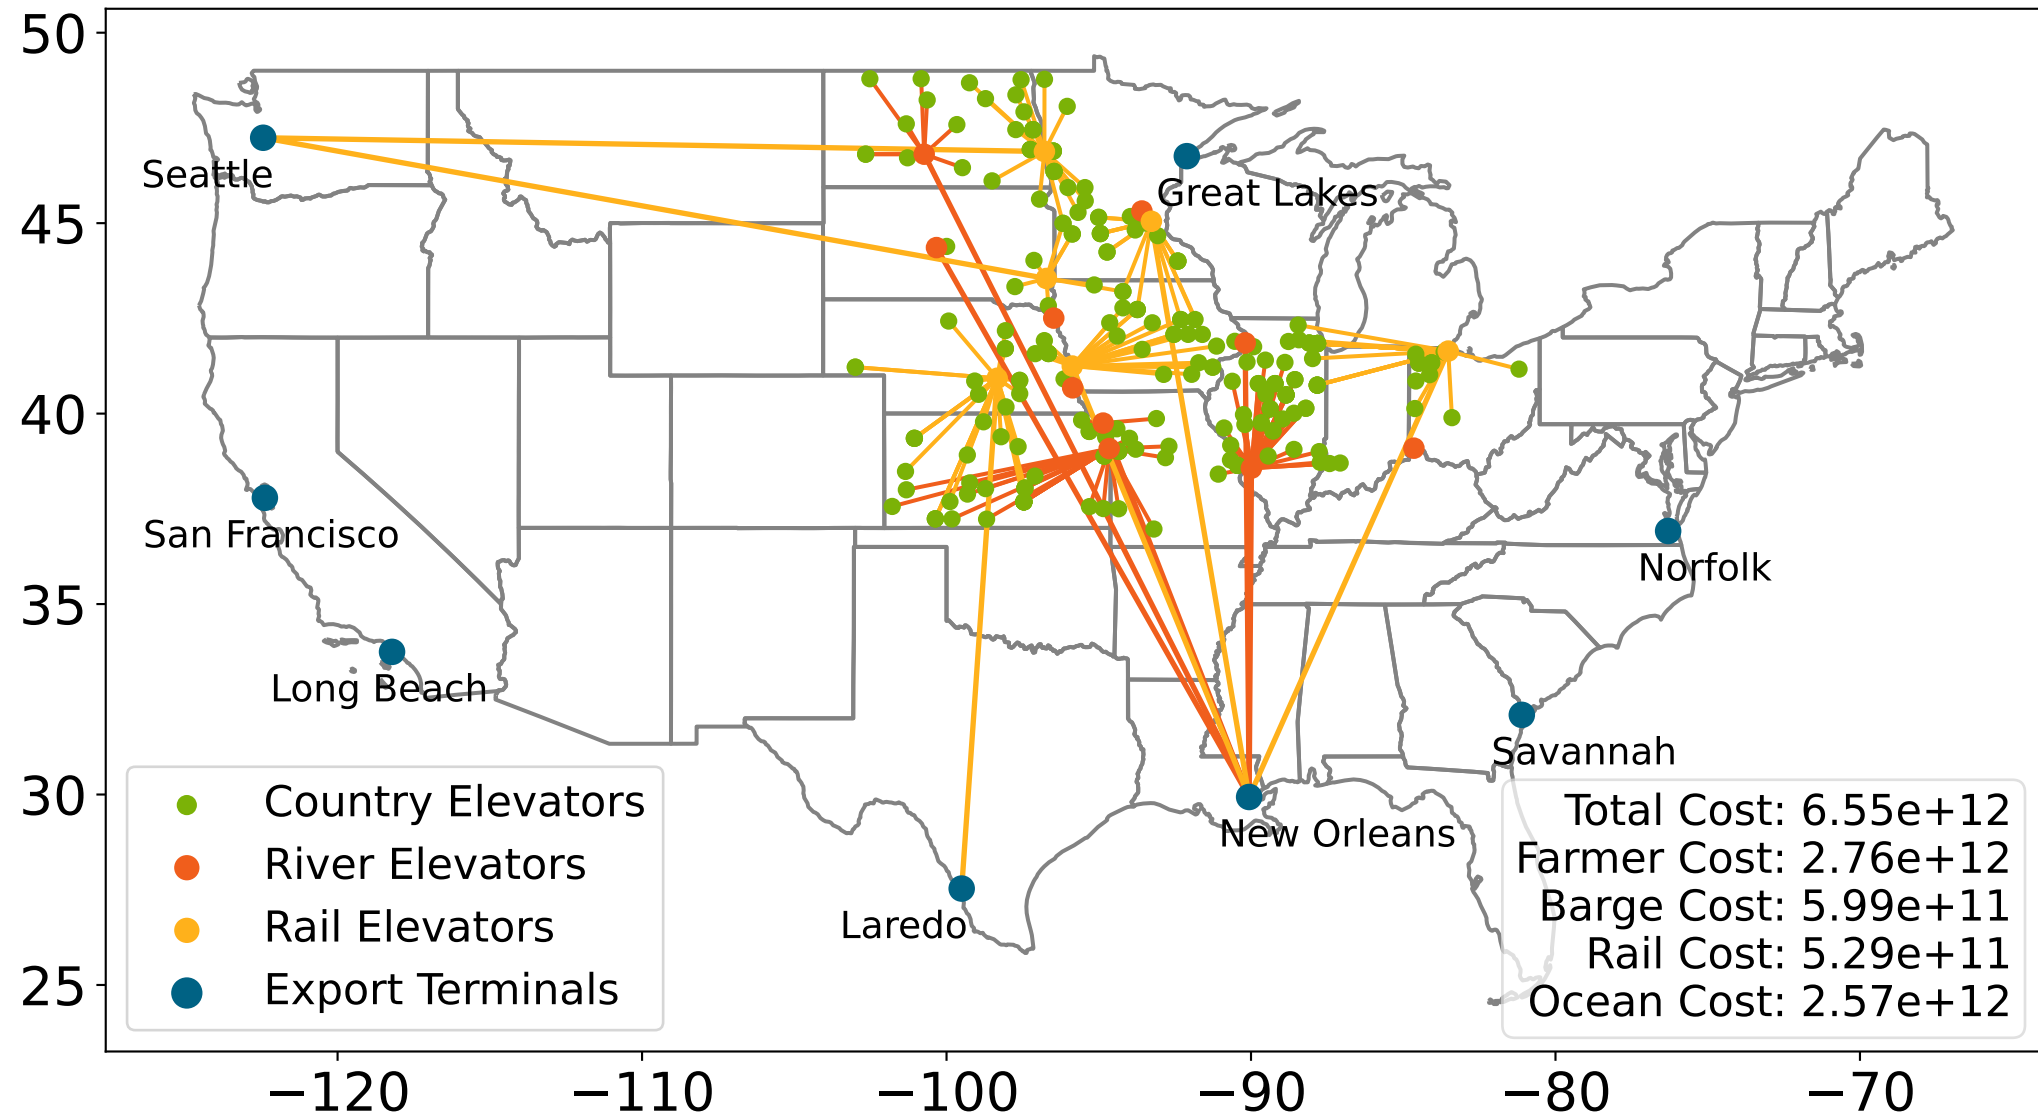 50
45
40
35
30
25
−120
−110
−100
−90
−80
−70
Seattle
Great Lakes
San Francisco
Norfolk
Long Beach
Savannah
New Orleans
Laredo
Country Elevators
River Elevators
Rail Elevators
Export Terminals
Total Cost: 6.55e+12
Farmer Cost: 2.76e+12
Barge Cost: 5.99e+11
Rail Cost: 5.29e+11
Ocean Cost: 2.57e+12